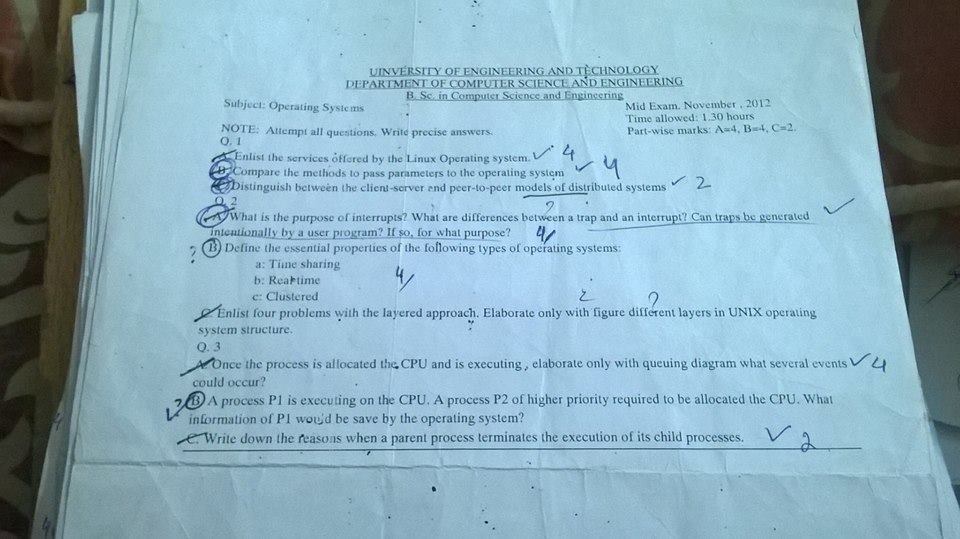 UINVERSITY OF ENGINEERING AND TECHNOLOGY
DEPARTMENT OF COMPUTER SCIENCE AND ENGINEERING
B. Sc. in Computer Science and Engineering
Subject: Operating Systems
Mid Exam. November , 2012
Time allowed: 1.30 hours
Part-wise marks: A=4, B=4, C=2.
NOTE: Attempt all questions. Write precise answers.
Q. 1
A. Enlist the services offered by the Linux Operating system. ✓ 4
B. Compare the methods to pass parameters to the operating system ✓ 4
C. Distinguish between the client-server and peer-to-peer models of distributed systems ✓ 2
Q. 2
A. What is the purpose of interrupts? What are differences between a trap and an interrupt? Can traps be generated ✓
intentionally by a user program? If so, for what purpose? 4
? B. Define the essential properties of the following types of operating systems:
a: Time sharing
b: Real time 4
c: Clustered
C. Enlist four problems with the layered approach. Elaborate only with figure different layers in UNIX operating
system structure.
Q. 3
A. Once the process is allocated the CPU and is executing, elaborate only with queuing diagram what several events ✓ 4
could occur?
? B. A process P1 is executing on the CPU. A process P2 of higher priority required to be allocated the CPU. What
✓ information of P1 would be save by the operating system?
C. Write down the reasons when a parent process terminates the execution of its child processes. ✓ 2